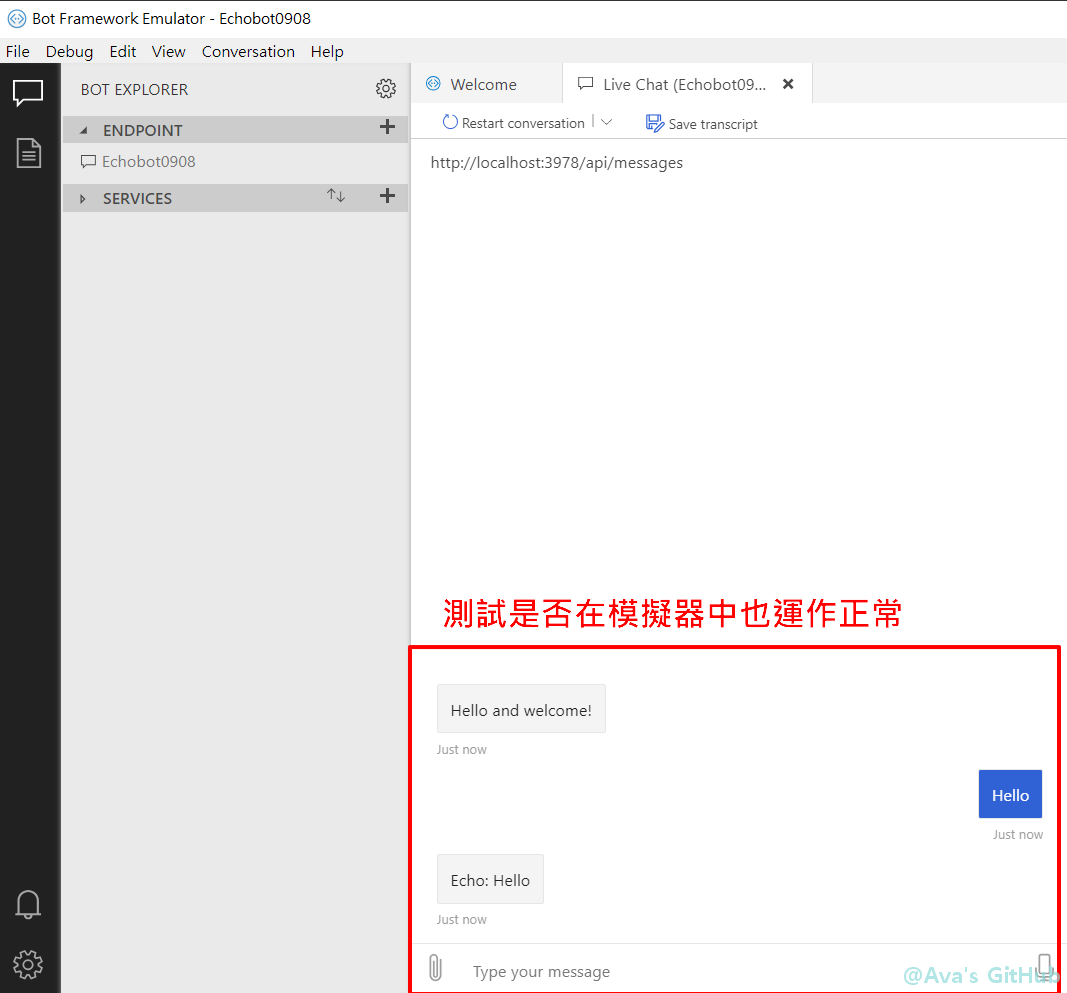 Bot Framework Emulator - Echobot0908
File Debug Edit View Conversation Help
BOT EXPLORER
ENDPOINT
Echobot0908
SERVICES
Welcome
Live Chat (Echobot09...
Restart conversation
Save transcript
http://localhost:3978/api/messages
測試是否在模擬器中也運作正常
Hello and welcome!
Just now
Hello
Just now
Echo: Hello
Just now
Type your message
@Ava's GitHub